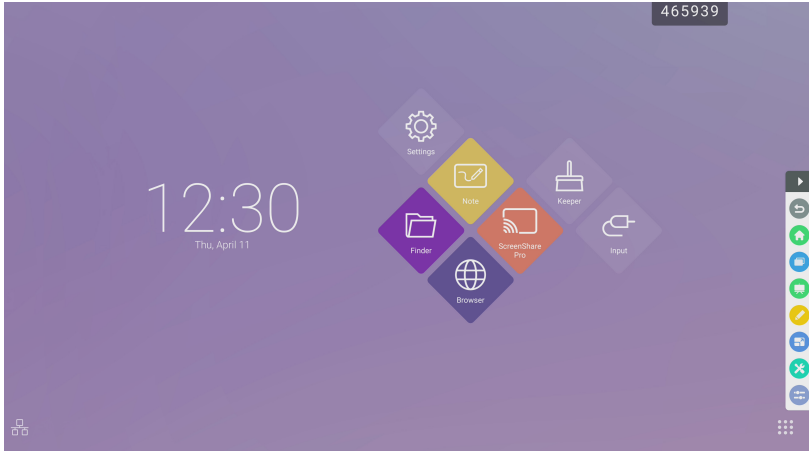 465939
12:30
Thu, April 11
Settings
Note
Keeper
Finder
ScreenShare
Pro
Input
Browser